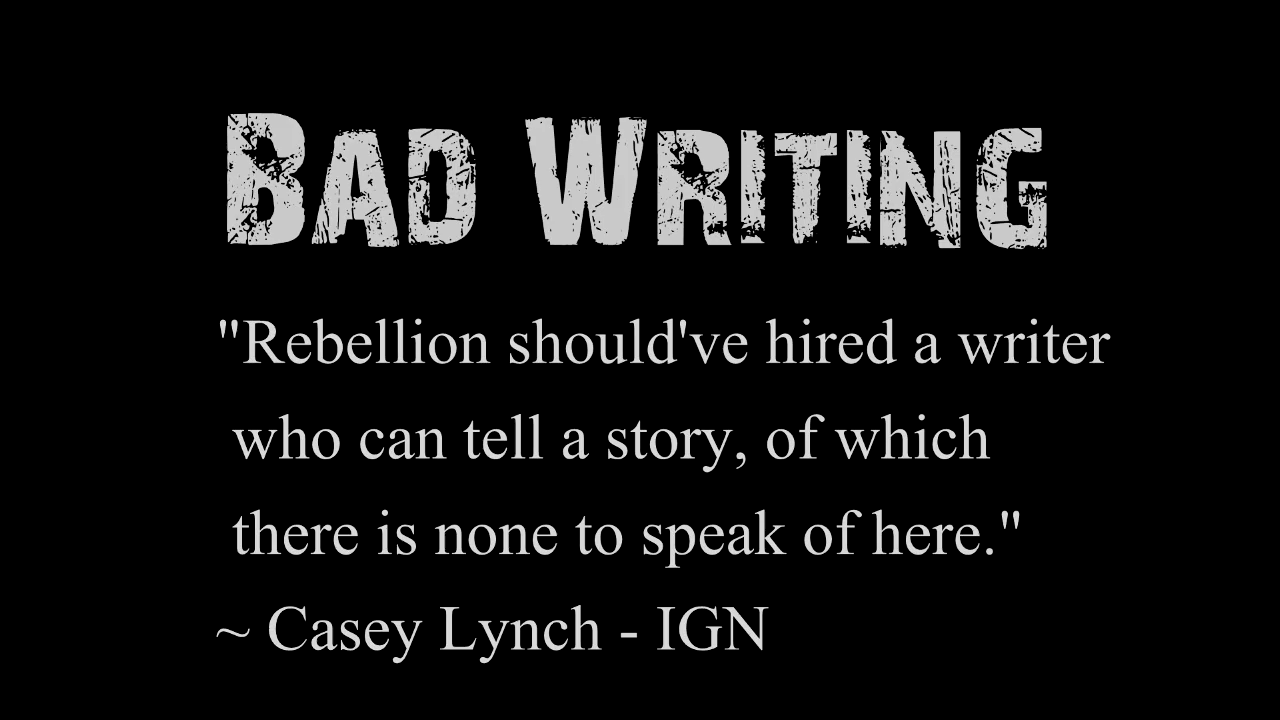 BAD WRITING
"Rebellion should've hired a writer
who can tell a story, of which
there is none to speak of here."
~ Casey Lynch - IGN